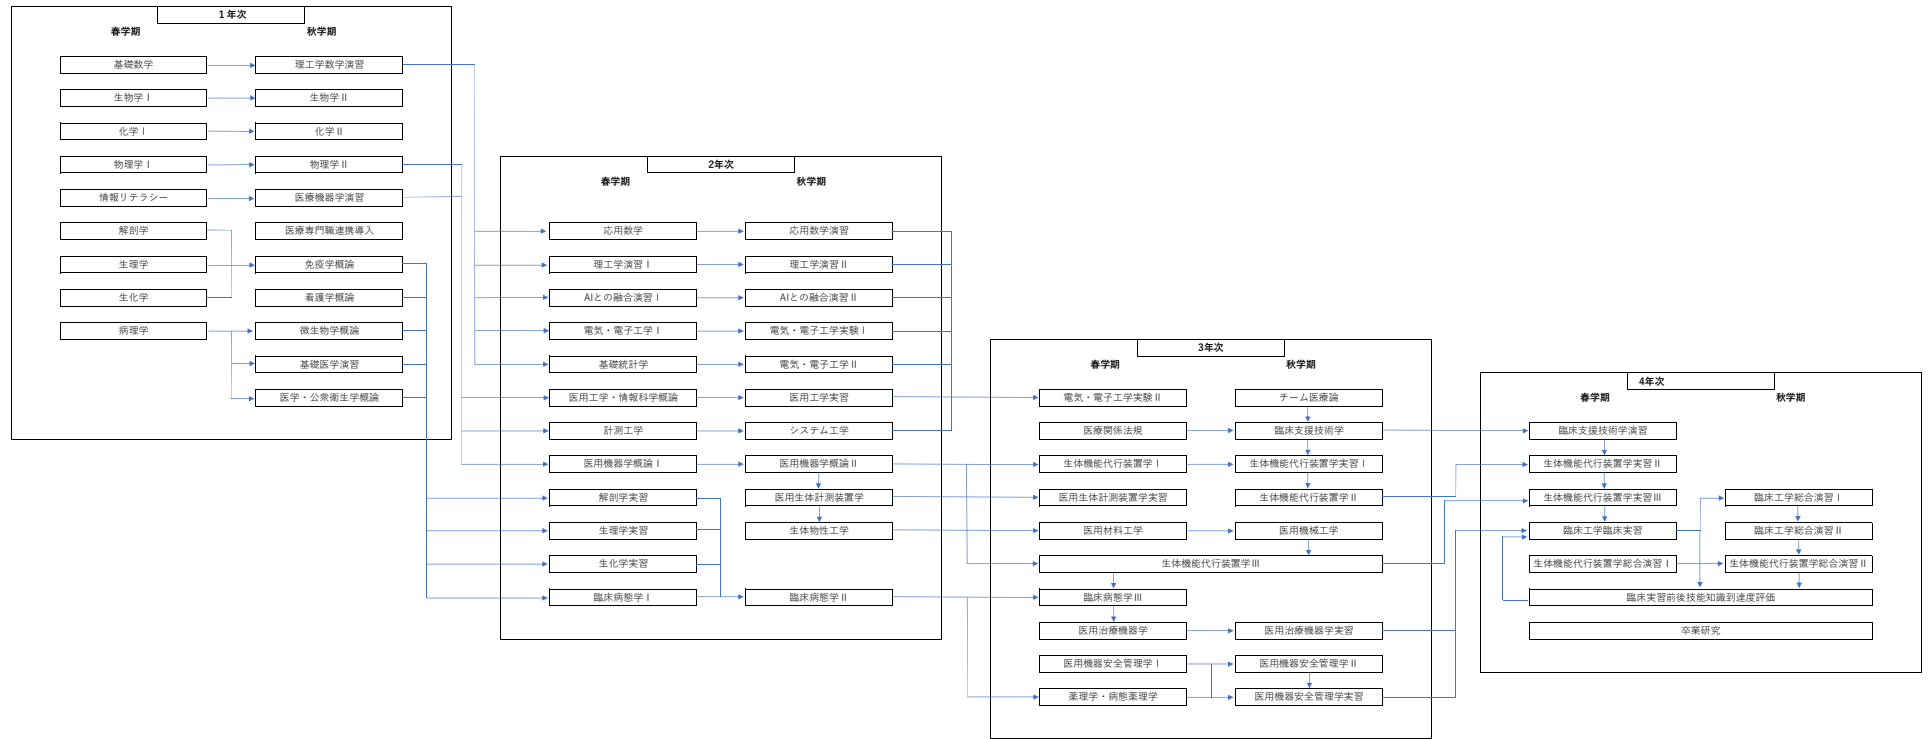 1年次
春学期
秋学期
基礎数学
理工学数学演習
生物学Ⅰ
生物学Ⅱ
化学Ⅰ
化学Ⅱ
物理学Ⅰ
物理学Ⅱ
情報リテラシー
医療機器学演習
解剖学
医療専門職連携導入
生理学
免疫学概論
生化学
看護学概論
病理学
微生物学概論
基礎医学演習
医学・公衆衛生学概論
2年次
春学期
秋学期
応用数学
応用数学演習
理工学演習Ⅰ
理工学演習Ⅱ
AIとの融合演習Ⅰ
AIとの融合演習Ⅱ
電気・電子工学Ⅰ
電気・電子工学実験Ⅰ
基礎統計学
電気・電子工学Ⅱ
医用工学・情報科学概論
医用工学実習
計測工学
システム工学
医用機器学概論Ⅰ
医用機器学概論Ⅱ
解剖学実習
医用生体計測装置学
生理学実習
生体物性工学
生化学実習
臨床病態学Ⅰ
臨床病態学Ⅱ
3年次
春学期
秋学期
電気・電子工学実験Ⅱ
チーム医療論
医療関係法規
臨床支援技術学
生体機能代行装置学Ⅰ
生体機能代行装置学実習Ⅰ
医用生体計測装置学実習
生体機能代行装置学Ⅱ
医用材料工学
医用機械工学
生体機能代行装置学Ⅲ
臨床病態学Ⅲ
医用治療機器学
医用治療機器学実習
医用機器安全管理学Ⅰ
医用機器安全管理学Ⅱ
薬理学・病態薬理学
医用機器安全管理学実習
4年次
春学期
秋学期
臨床支援技術学演習
生体機能代行装置学実習Ⅱ
生体機能代行装置学実習Ⅲ
臨床工学総合演習Ⅰ
臨床工学臨床実習
臨床工学総合演習Ⅱ
生体機能代行装置学総合演習Ⅰ
生体機能代行装置学総合演習Ⅱ
臨床実習前後技能知識到達度評価
卒業研究